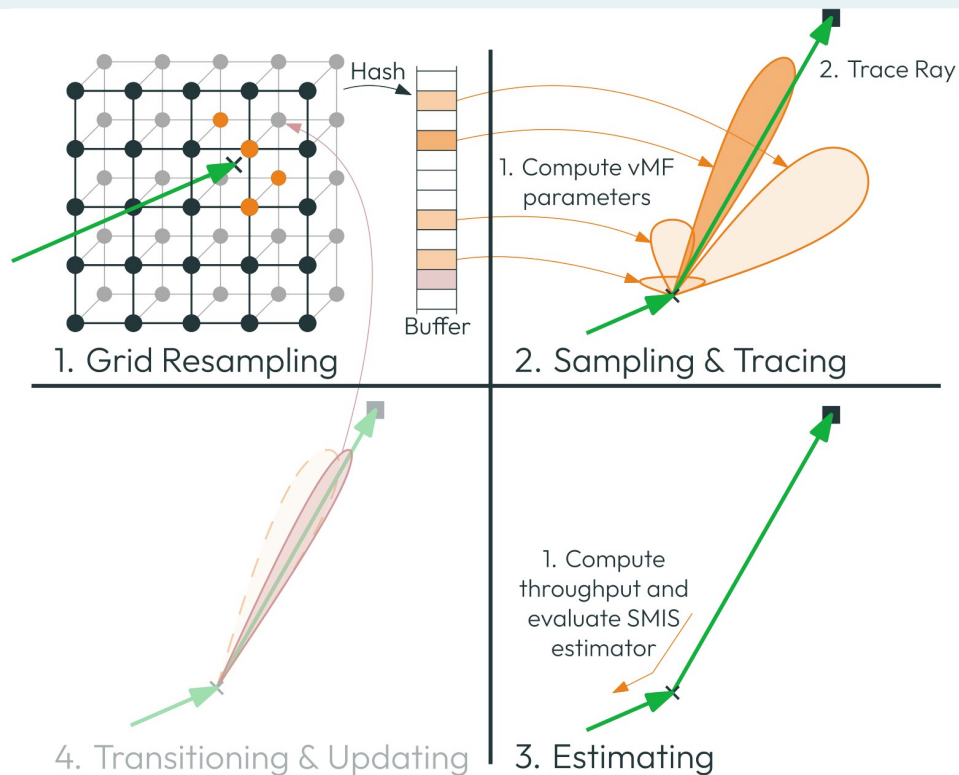 Hash
Buffer
1. Grid Resampling
1. Compute vMF
parameters
2. Trace Ray
2. Sampling & Tracing
1. Compute
throughput and
evaluate SMIS
estimator
3. Estimating
4. Transitioning & Updating